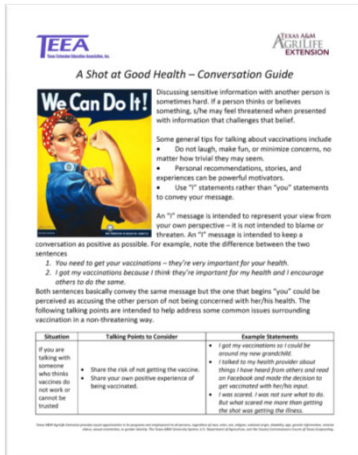 TEEA
Texas Extension Education Association, Inc.
TEXAS A&M
AGRILIFE
EXTENSION
A Shot at Good Health – Conversation Guide
We Can Do It!
Discussing sensitive information with another person is
sometimes hard. If a person thinks or believes
something, s/he may feel threatened when presented
with information that challenges that belief.
Some general tips for talking about vaccinations include
• Do not laugh, make fun, or minimize concerns, no
matter how trivial they may seem.
• Personal recommendations, stories, and
experiences can be powerful motivators.
• Use "I" statements rather than "you" statements
to convey your message.
An "I" message is intended to represent your view from
your own perspective – it is not intended to blame or
threaten. An "I" message is intended to keep a
conversation as positive as possible. For example, note the difference between the two
sentences
1. You need to get your vaccinations – they're very important for your health.
2. I got my vaccinations because I think they're important for my health and I encourage
others to do the same.
Both sentences basically convey the same message but the one that begins "you" could be
perceived as accusing the other person of not being concerned with her/his health. The
following talking points are intended to help address some common issues surrounding
vaccination in a non-threatening way.
Situation
Talking Points to Consider
Example Statements
If you are
talking with
someone
who thinks
vaccines do
not work or
cannot be
trusted
• Share the risk of not getting the vaccine.
• Share your own positive experience of
being vaccinated.
• I got my vaccinations so I could be
around my new grandchild.
• I talked to my health provider about
things I have heard from others and read
on Facebook and made the decision to
get vaccinated with her/his input.
• I was scared. I was not sure what to do.
But what scared me more than getting
the shot was getting the illness.